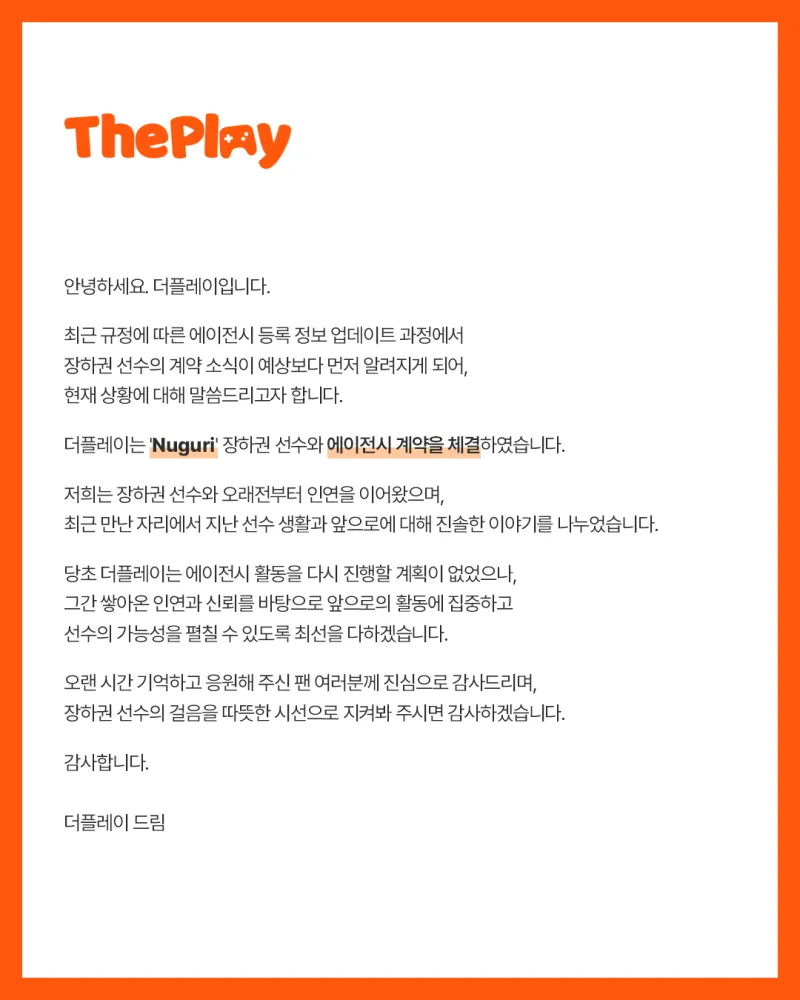 ThePlay
안녕하세요. 더플레이입니다.
최근 규정에 따른 에이전시 등록 정보 업데이트 과정에서
장하권 선수의 계약 소식이 예상보다 먼저 알려지게 되어,
현재 상황에 대해 말씀드리고자 합니다.
더플레이는 'Nuguri' 장하권 선수와 에이전시 계약을 체결하였습니다.
저희는 장하권 선수와 오래전부터 인연을 이어왔으며,
최근 만난 자리에서 지난 선수 생활과 앞으로에 대해 진솔한 이야기를 나누었습니다.
당초 더플레이는 에이전시 활동을 다시 진행할 계획이 없었으나,
그간 쌓아온 인연과 신뢰를 바탕으로 앞으로의 활동에 집중하고
선수의 가능성을 펼칠 수 있도록 최선을 다하겠습니다.
오랜 시간 기억하고 응원해 주신 팬 여러분께 진심으로 감사드리며,
장하권 선수의 걸음을 따뜻한 시선으로 지켜봐 주시면 감사하겠습니다.
감사합니다.
더플레이 드림